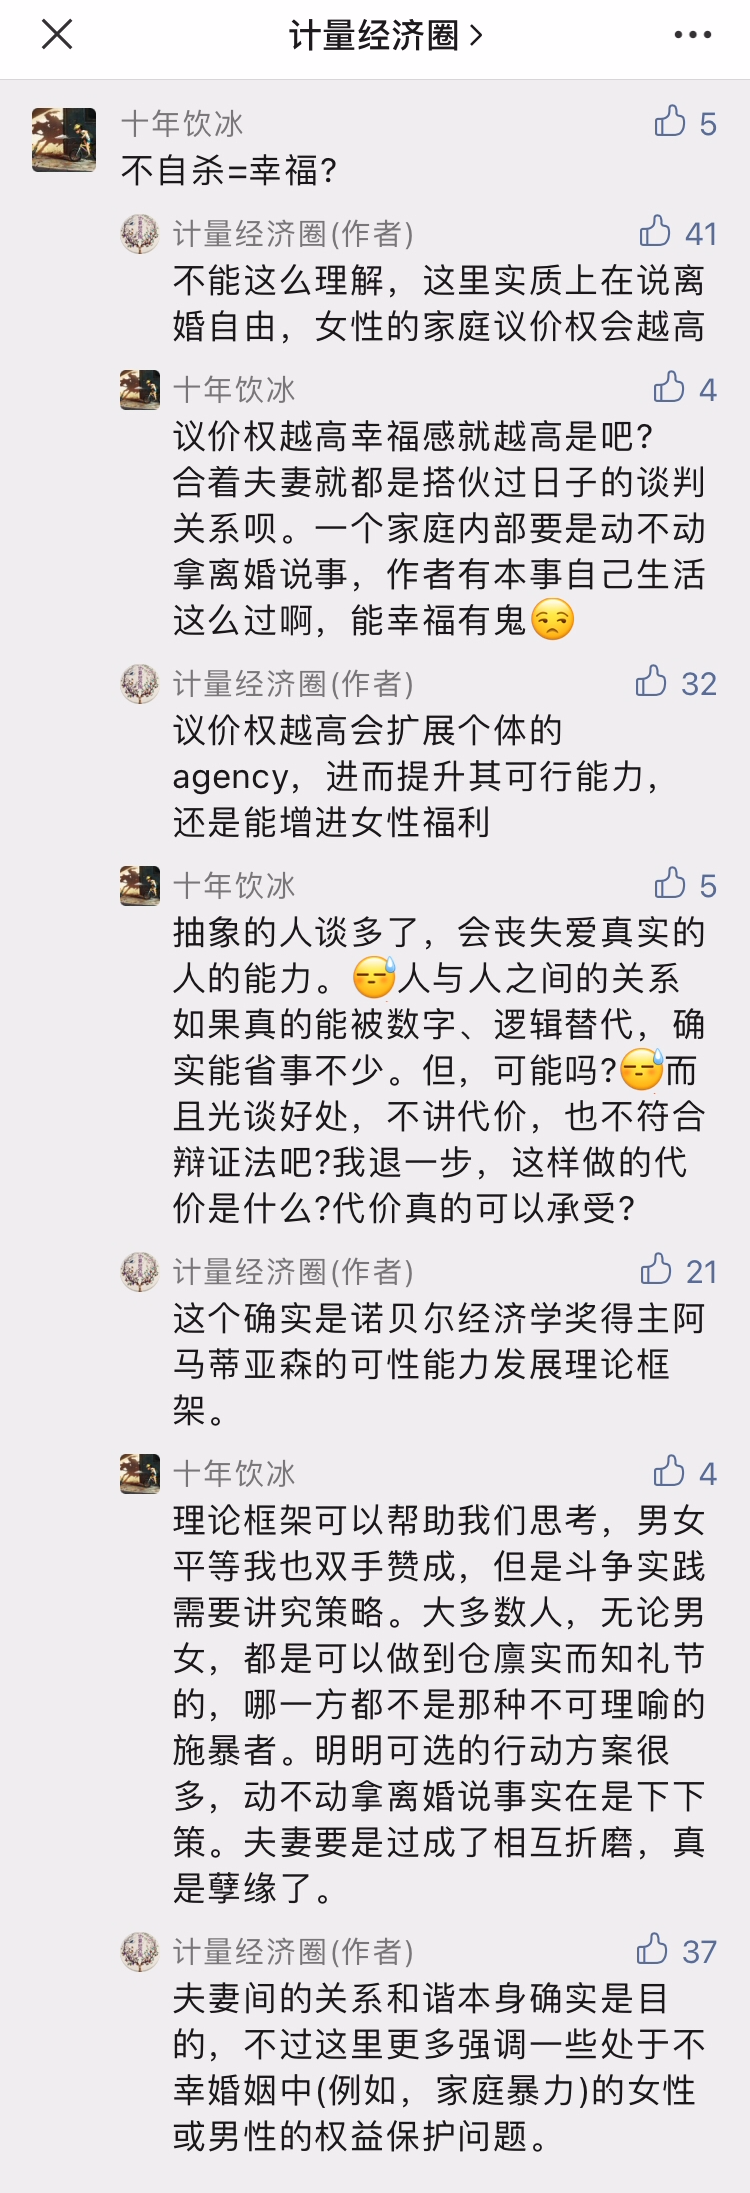 计量经济圈
十年饮冰
5
不自杀=幸福?
计量经济圈(作者)
41
不能这么理解，这里实质上在说离
婚自由，女性的家庭议价权会越高
十年饮冰
4
议价权越高幸福感就越高是吧?
合着夫妻就都是搭伙过日子的谈判
关系呗。一个家庭内部要是动不动
拿离婚说事，作者有本事自己生活
这么过啊，能幸福有鬼😒
计量经济圈(作者)
32
议价权越高会扩展个体的
agency，进而提升其可行能力，
还是能增进女性福利
十年饮冰
5
抽象的人谈多了，会丧失爱真实的
人的能力。😓人与人之间的关系
如果真的能被数字、逻辑替代，确
实能省事不少。但，可能吗?😓而
且光谈好处，不讲代价，也不符合
辩证法吧?我退一步，这样做的代
价是什么?代价真的可以承受?
计量经济圈(作者)
21
这个确实是诺贝尔经济学奖得主阿
马蒂亚森的可性能力发展理论框
架。
十年饮冰
4
理论框架可以帮助我们思考，男女
平等我也双手赞成，但是斗争实践
需要讲究策略。大多数人，无论男
女，都是可以做到仓廪实而知礼节
的，哪一方都不是那种不可理喻的
施暴者。明明可选的行动方案很
多，动不动拿离婚说事实在是下下
策。夫妻要是过成了相互折磨，真
是孽缘了。
计量经济圈(作者)
37
夫妻间的关系和谐本身确实是目
的，不过这里更多强调一些处于不
幸婚姻中(例如，家庭暴力)的女性
或男性的权益保护问题。